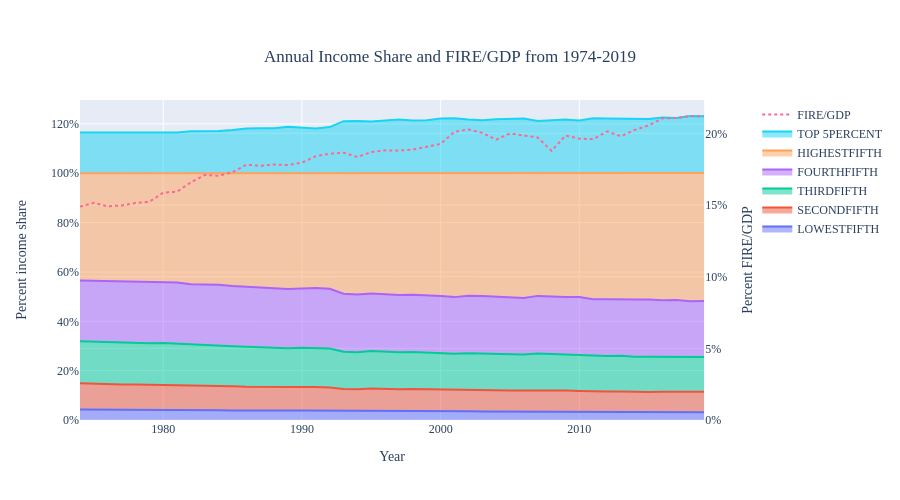 Annual Income Share and FIRE/GDP from 1974-2019
120%
100%
80%
60%
40%
20%
0%
Percent income share
1980
1990
2000
2010
Year
20%
15%
10%
5%
0%
Percent FIRE/GDP
FIRE/GDP
TOP 5PERCENT
HIGHESTFIFTH
FOURTHFIFTH
THIRDFIFTH
SECONDFIFTH
LOWESTFIFTH